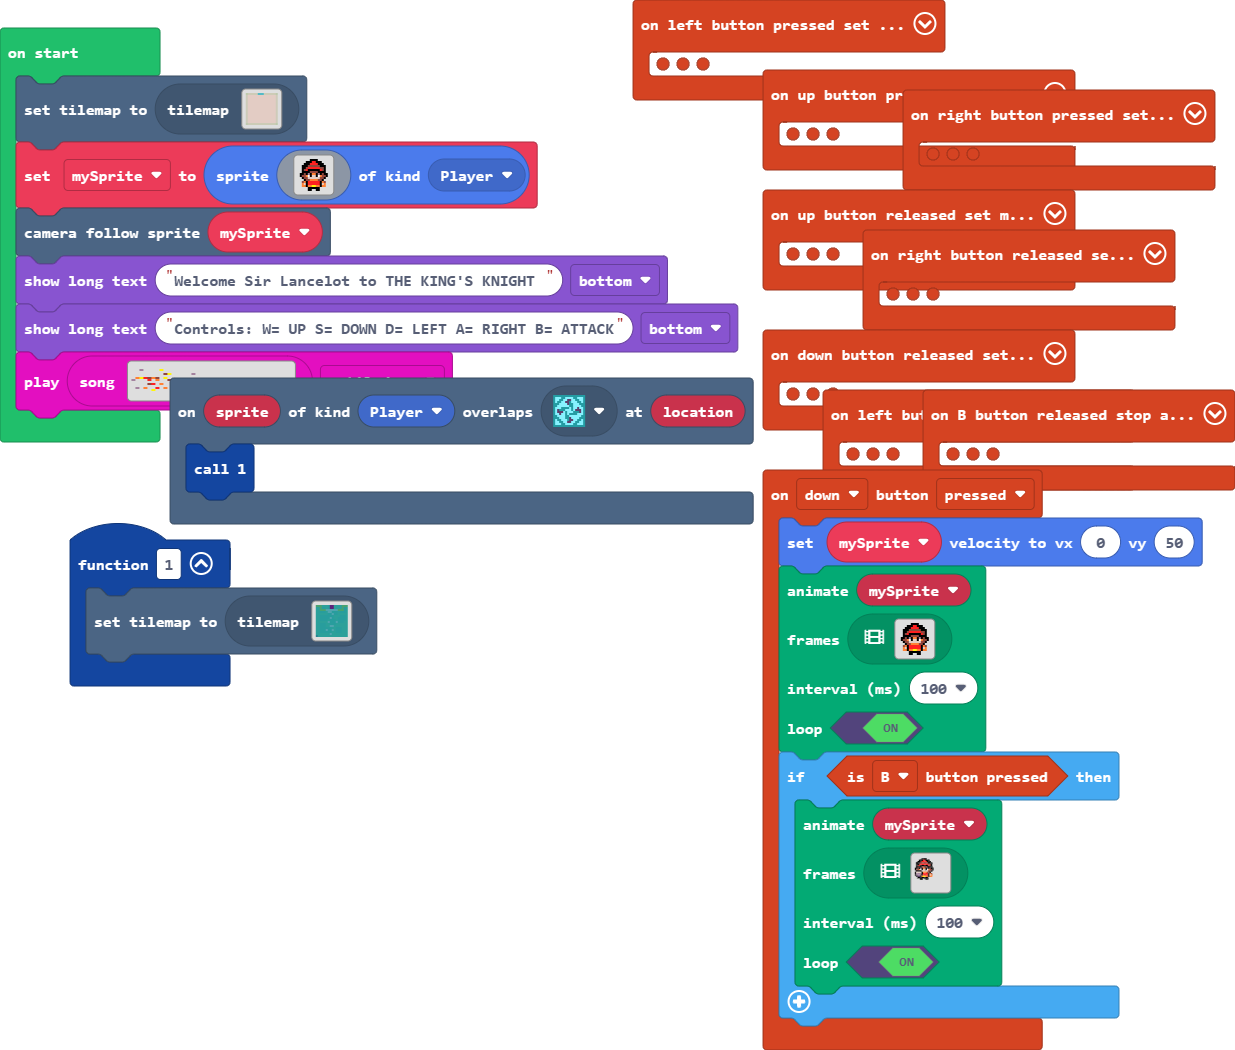 on start
set tilemap to tilemap
set mySprite to sprite of kind Player
camera follow sprite mySprite
show long text "Welcome Sir Lancelot to THE KING'S KNIGHT " bottom
show long text "Controls: W= UP S= DOWN D= LEFT A= RIGHT B= ATTACK" bottom
play song
on sprite of kind Player overlaps at location
call 1
function 1
set tilemap to tilemap
on left button pressed set ...
on up button pr
on right button pressed set...
on up button released set m...
on right button released se...
on down button released set...
on left but
on B button released stop a...
on down button pressed
set mySprite velocity to vx 0 vy 50
animate mySprite
frames
interval (ms) 100
loop ON
if is B button pressed then
animate mySprite
frames
interval (ms) 100
loop ON